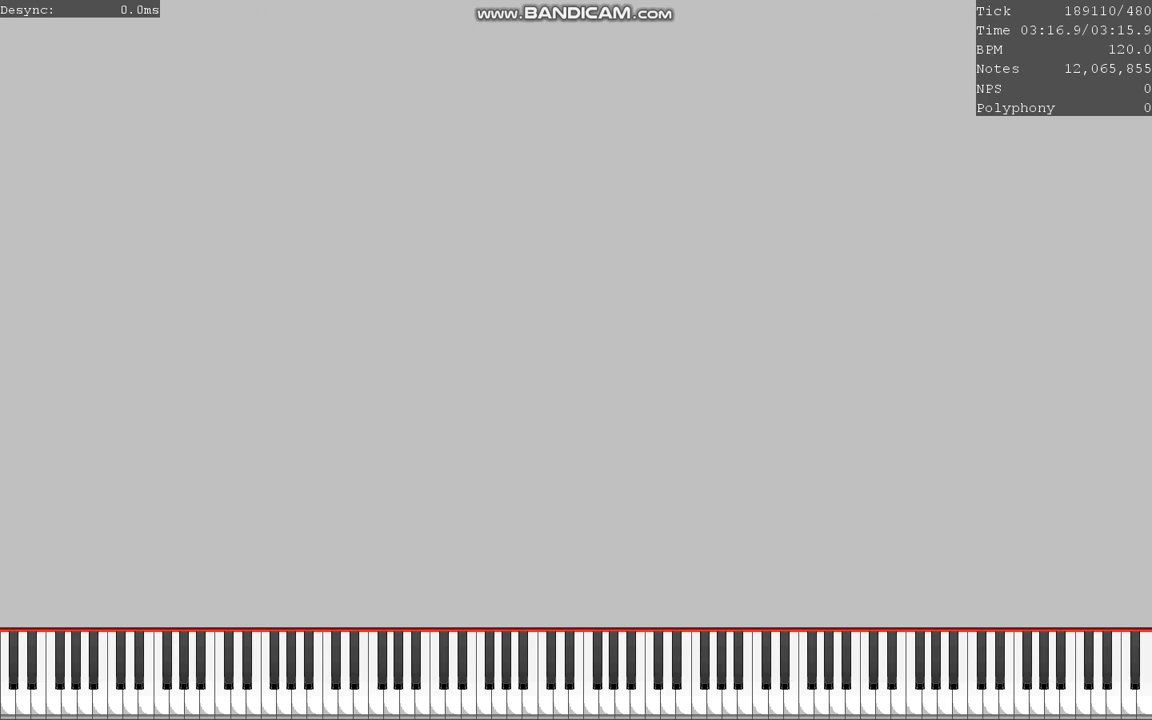 Desync: 0.0ms
www.BANDICAM.com
Tick 189110/480
Time 03:16.9/03:15.9
BPM 120.0
Notes 12,065,855
NPS 0
Polyphony 0